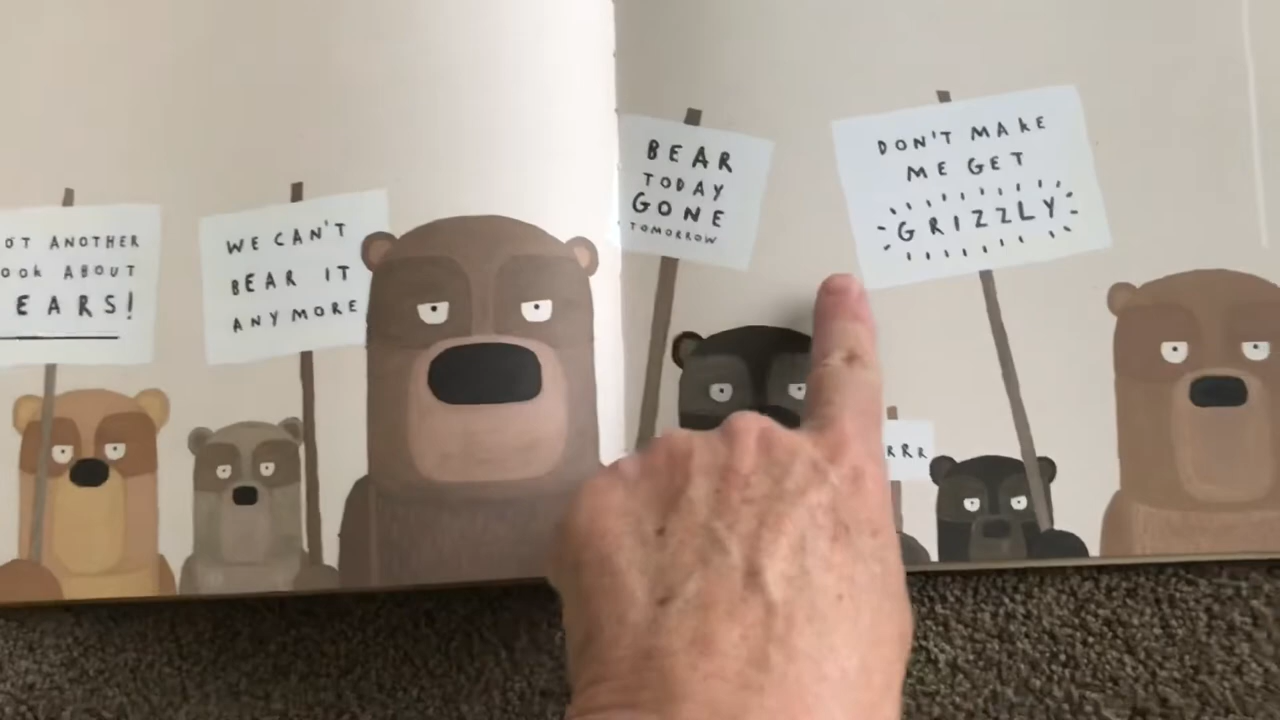 OT ANOTHER
OOK ABOUT
EARS!
WE CAN'T
BEAR IT
ANYMORE
BEAR
TODAY
GONE
TOMORROW
DON'T MAKE
ME GET
GRIZZLY
RRR